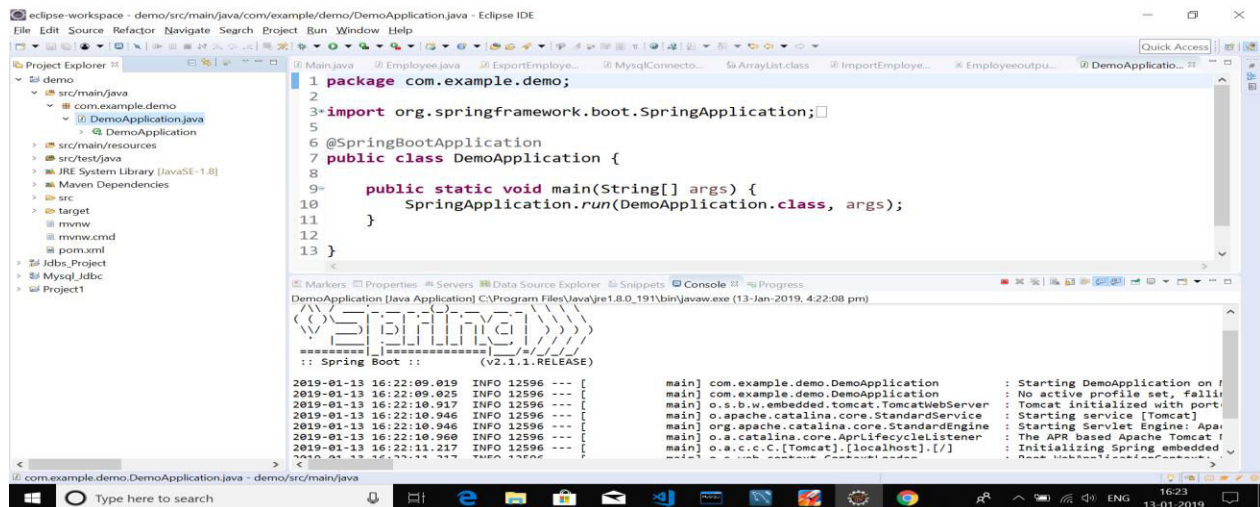 eclipse-workspace - demo/src/main/java/com/example/demo/DemoApplication.java - Eclipse IDE
File Edit Source Refactor Navigate Search Project Run Window Help
Quick Access
Project Explorer
demo
src/main/java
com.example.demo
DemoApplication.java
DemoApplication
src/main/resources
src/test/java
JRE System Library [JavaSE-1.8]
Maven Dependencies
src
target
mvnw
mvnw.cmd
pom.xml
Jdbs_Project
Mysql_Jdbc
Project1
Main.java Employee.java ExportEmploye... MysqlConnecto... ArrayList.class ImportEmploye... Employeeoutpu... DemoApplicatio...
1 package com.example.demo;
2
3 import org.springframework.boot.SpringApplication;
5
6 @SpringBootApplication
7 public class DemoApplication {
8
9 public static void main(String[] args) {
10 SpringApplication.run(DemoApplication.class, args);
11 }
12
13 }
Markers Properties Servers Data Source Explorer Snippets Console Progress
DemoApplication [Java Application] C:\Program Files\Java\jre1.8.0_191\bin\javaw.exe (13-Jan-2019, 4:22:08 pm)
Spring
:: Spring Boot :: (v2.1.1.RELEASE)
2019-01-13 16:22:09.019 INFO 12596 --- [ main] com.example.demo.DemoApplication : Starting DemoApplication on
2019-01-13 16:22:09.025 INFO 12596 --- [ main] com.example.demo.DemoApplication : No active profile set, fallin
2019-01-13 16:22:10.917 INFO 12596 --- [ main] o.s.b.w.embedded.tomcat.TomcatWebServer : Tomcat initialized with port
2019-01-13 16:22:10.946 INFO 12596 --- [ main] o.apache.catalina.core.StandardService : Starting service [Tomcat]
2019-01-13 16:22:10.946 INFO 12596 --- [ main] org.apache.catalina.core.StandardEngine : Starting Servlet Engine: Apa
2019-01-13 16:22:10.960 INFO 12596 --- [ main] o.a.catalina.core.AprLifecycleListener : The APR based Apache Tomcat
2019-01-13 16:22:11.217 INFO 12596 --- [ main] o.a.c.c.C.[Tomcat].[localhost].[/] : Initializing Spring embedded
com.example.demo.DemoApplication.java - demo/src/main/java
Type here to search
ENG
16:23
13-01-2019